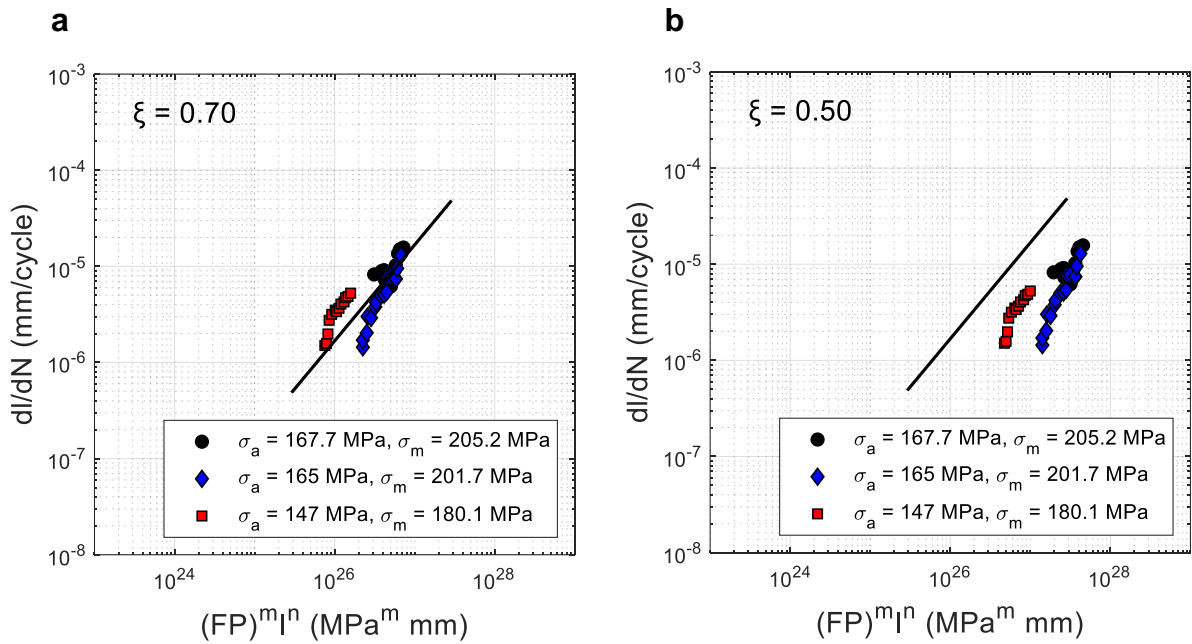 a
ξ = 0.70
10^-3
10^-4
10^-5
10^-6
10^-7
10^-8
dl/dN (mm/cycle)
σ_a = 167.7 MPa, σ_m = 205.2 MPa
σ_a = 165 MPa, σ_m = 201.7 MPa
σ_a = 147 MPa, σ_m = 180.1 MPa
10^24 10^26 10^28
(FP)^m l^n (MPa^m mm)
b
ξ = 0.50
10^-3
10^-4
10^-5
10^-6
10^-7
10^-8
dl/dN (mm/cycle)
σ_a = 167.7 MPa, σ_m = 205.2 MPa
σ_a = 165 MPa, σ_m = 201.7 MPa
σ_a = 147 MPa, σ_m = 180.1 MPa
10^24 10^26 10^28
(FP)^m l^n (MPa^m mm)